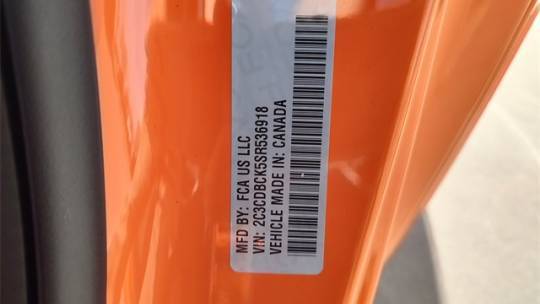 MFD BY: FCA US LLC
VIN: 2C3CDBCK5SR536918
VEHICLE MADE IN: CANADA